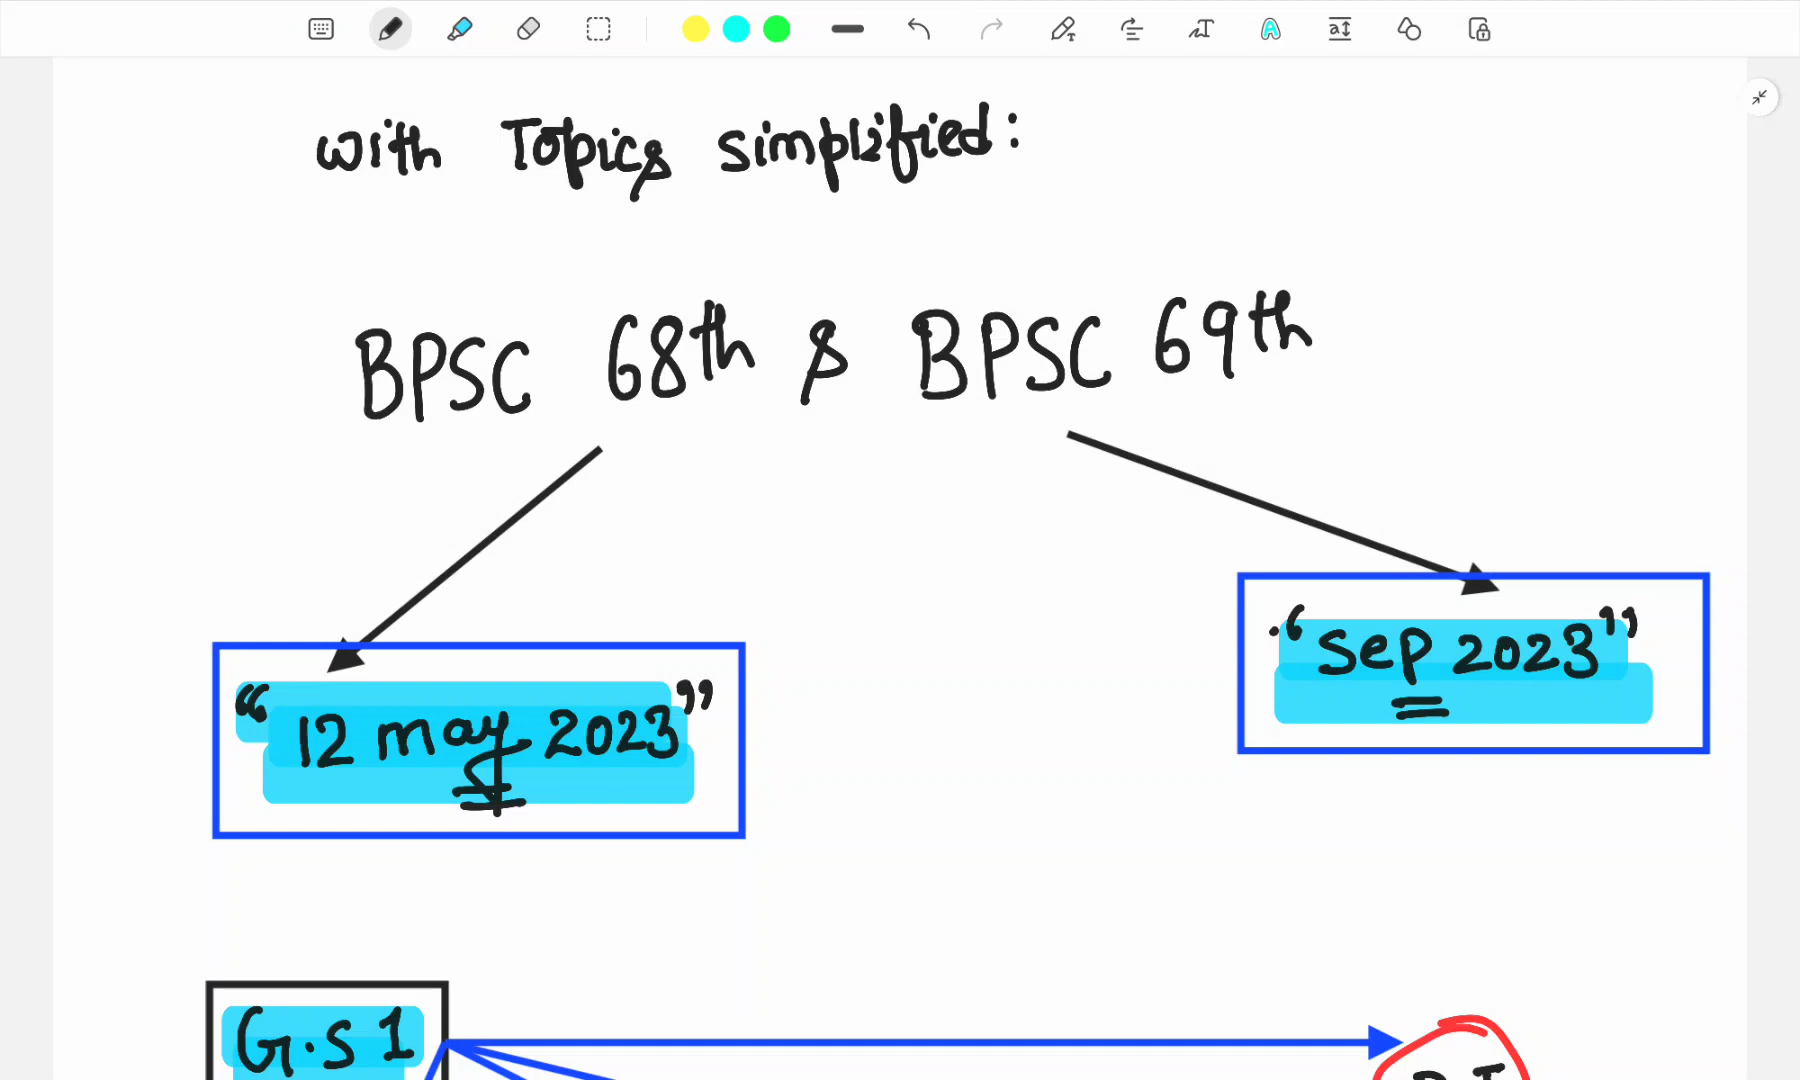 with Topics simplified:
BPSC 68th & BPSC 69th
"Sep 2023"
"12 may 2023"
G.S 1